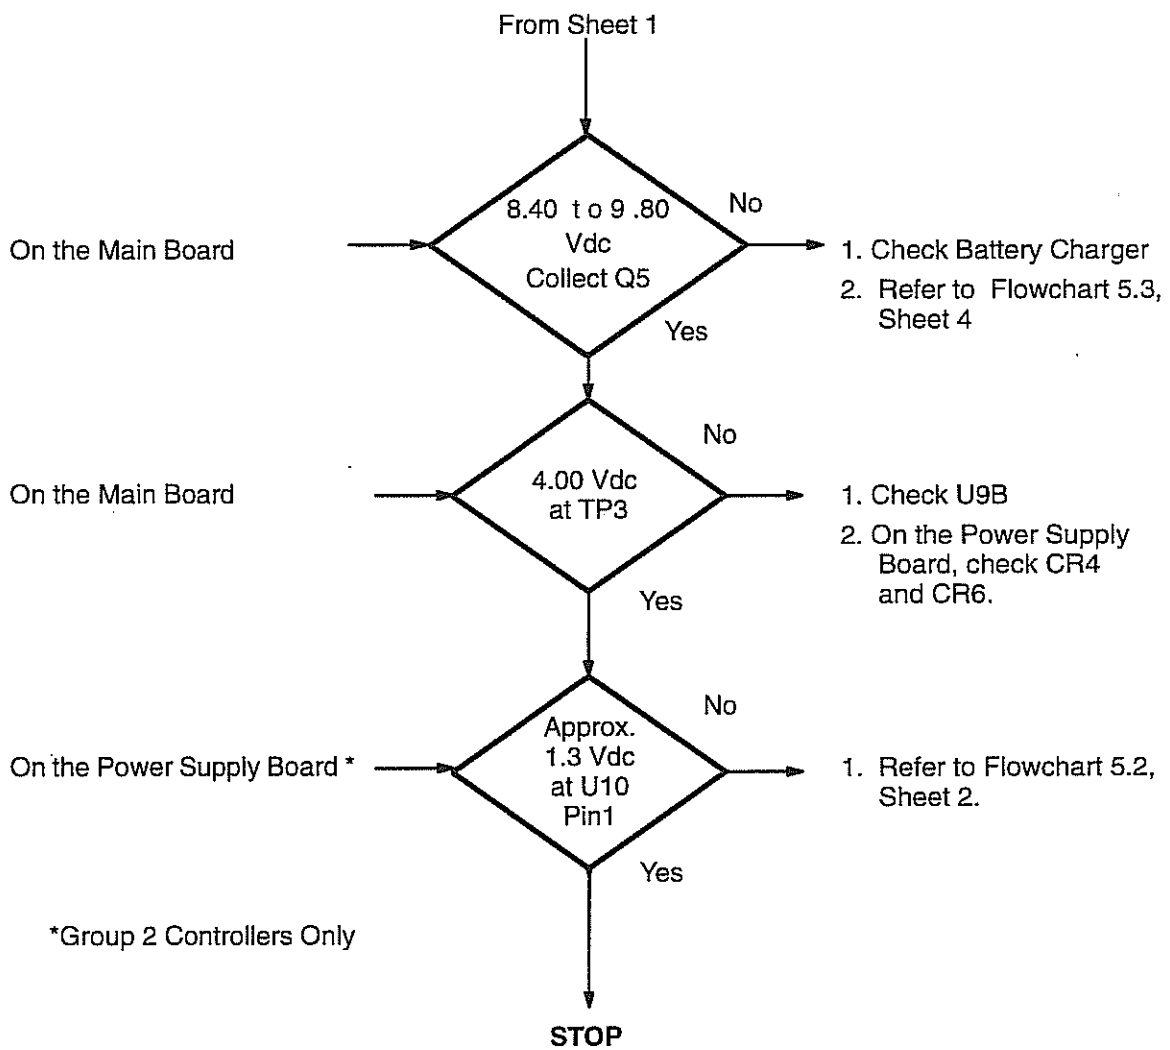 From Sheet 1
8.40 to 9 .80
Vdc
Collect Q5
No
On the Main Board
1. Check Battery Charger
2. Refer to Flowchart 5.3,
Sheet 4
Yes
4.00 Vdc
at TP3
No
On the Main Board
1. Check U9B
2. On the Power Supply
Board, check CR4
and CR6.
Yes
Approx.
1.3 Vdc
at U10
Pin1
No
On the Power Supply Board *
1. Refer to Flowchart 5.2,
Sheet 2.
Yes
*Group 2 Controllers Only
STOP